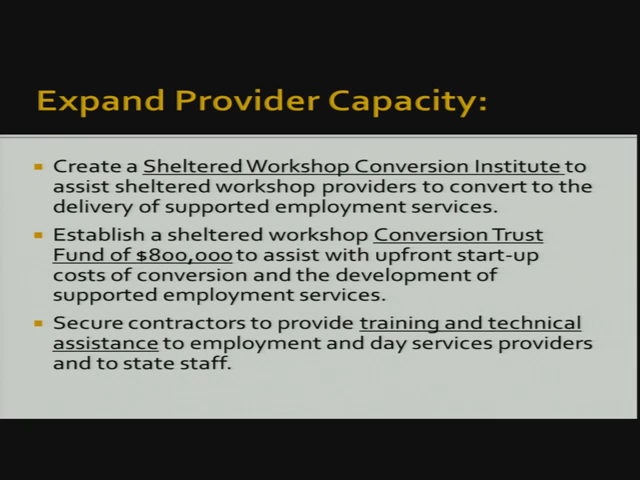 Expand Provider Capacity:
Create a Sheltered Workshop Conversion Institute to
assist sheltered workshop providers to convert to the
delivery of supported employment services.
Establish a sheltered workshop Conversion Trust
Fund of $800,000 to assist with upfront start-up
costs of conversion and the development of
supported employment services.
Secure contractors to provide training and technical
assistance to employment and day services providers
and to state staff.